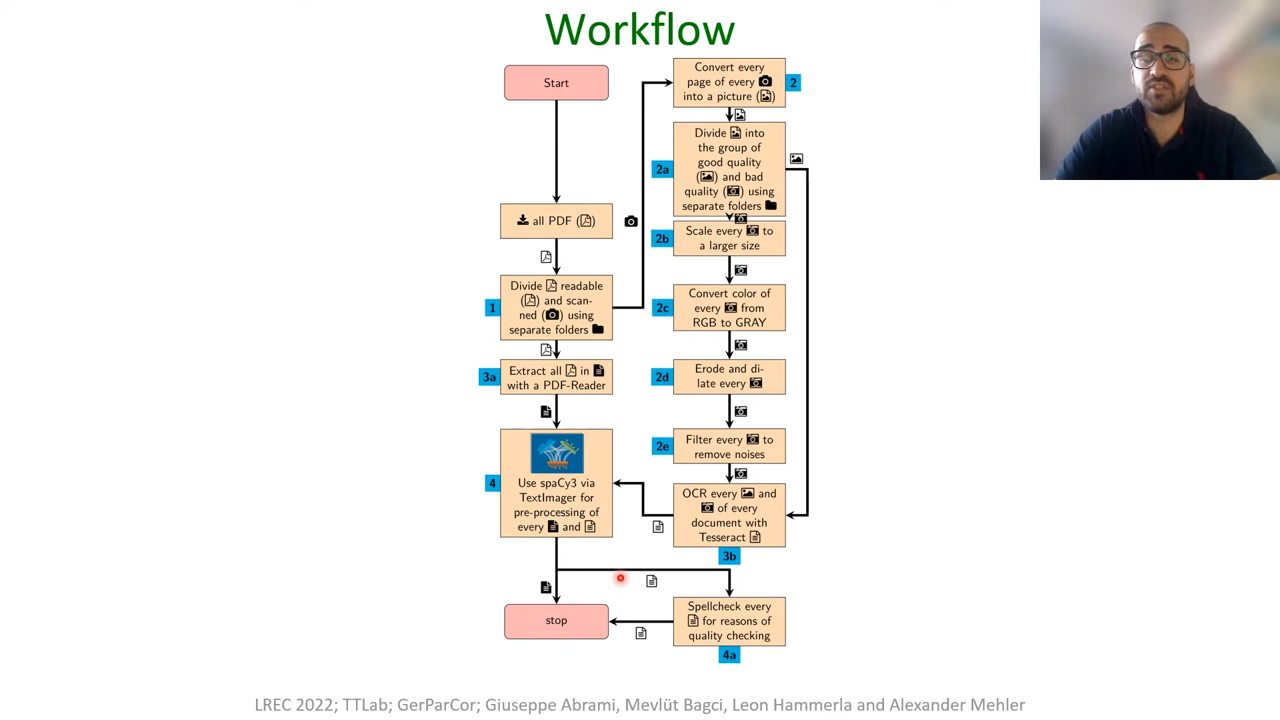 Workflow
Start
all PDF ( )
1
Divide readable
( ) and scan-
ned ( ) using
separate folders
3a
Extract all in
with a PDF-Reader
4
Use spaCy3 via
TextImager for
pre-processing of
every and
stop
Convert every
page of every
into a picture ( )
2
2a
Divide into
the group of
good quality
( ) and bad
quality ( ) using
separate folders
2b
Scale every to
a larger size
2c
Convert color of
every from
RGB to GRAY
2d
Erode and di-
late every
2e
Filter every to
remove noises
OCR every and
of every
document with
Tesseract
3b
Spellcheck every
for reasons of
quality checking
4a
LREC 2022; TTLab; GerParCor; Giuseppe Abrami, Mevlüt Bagci, Leon Hammerla and Alexander Mehler